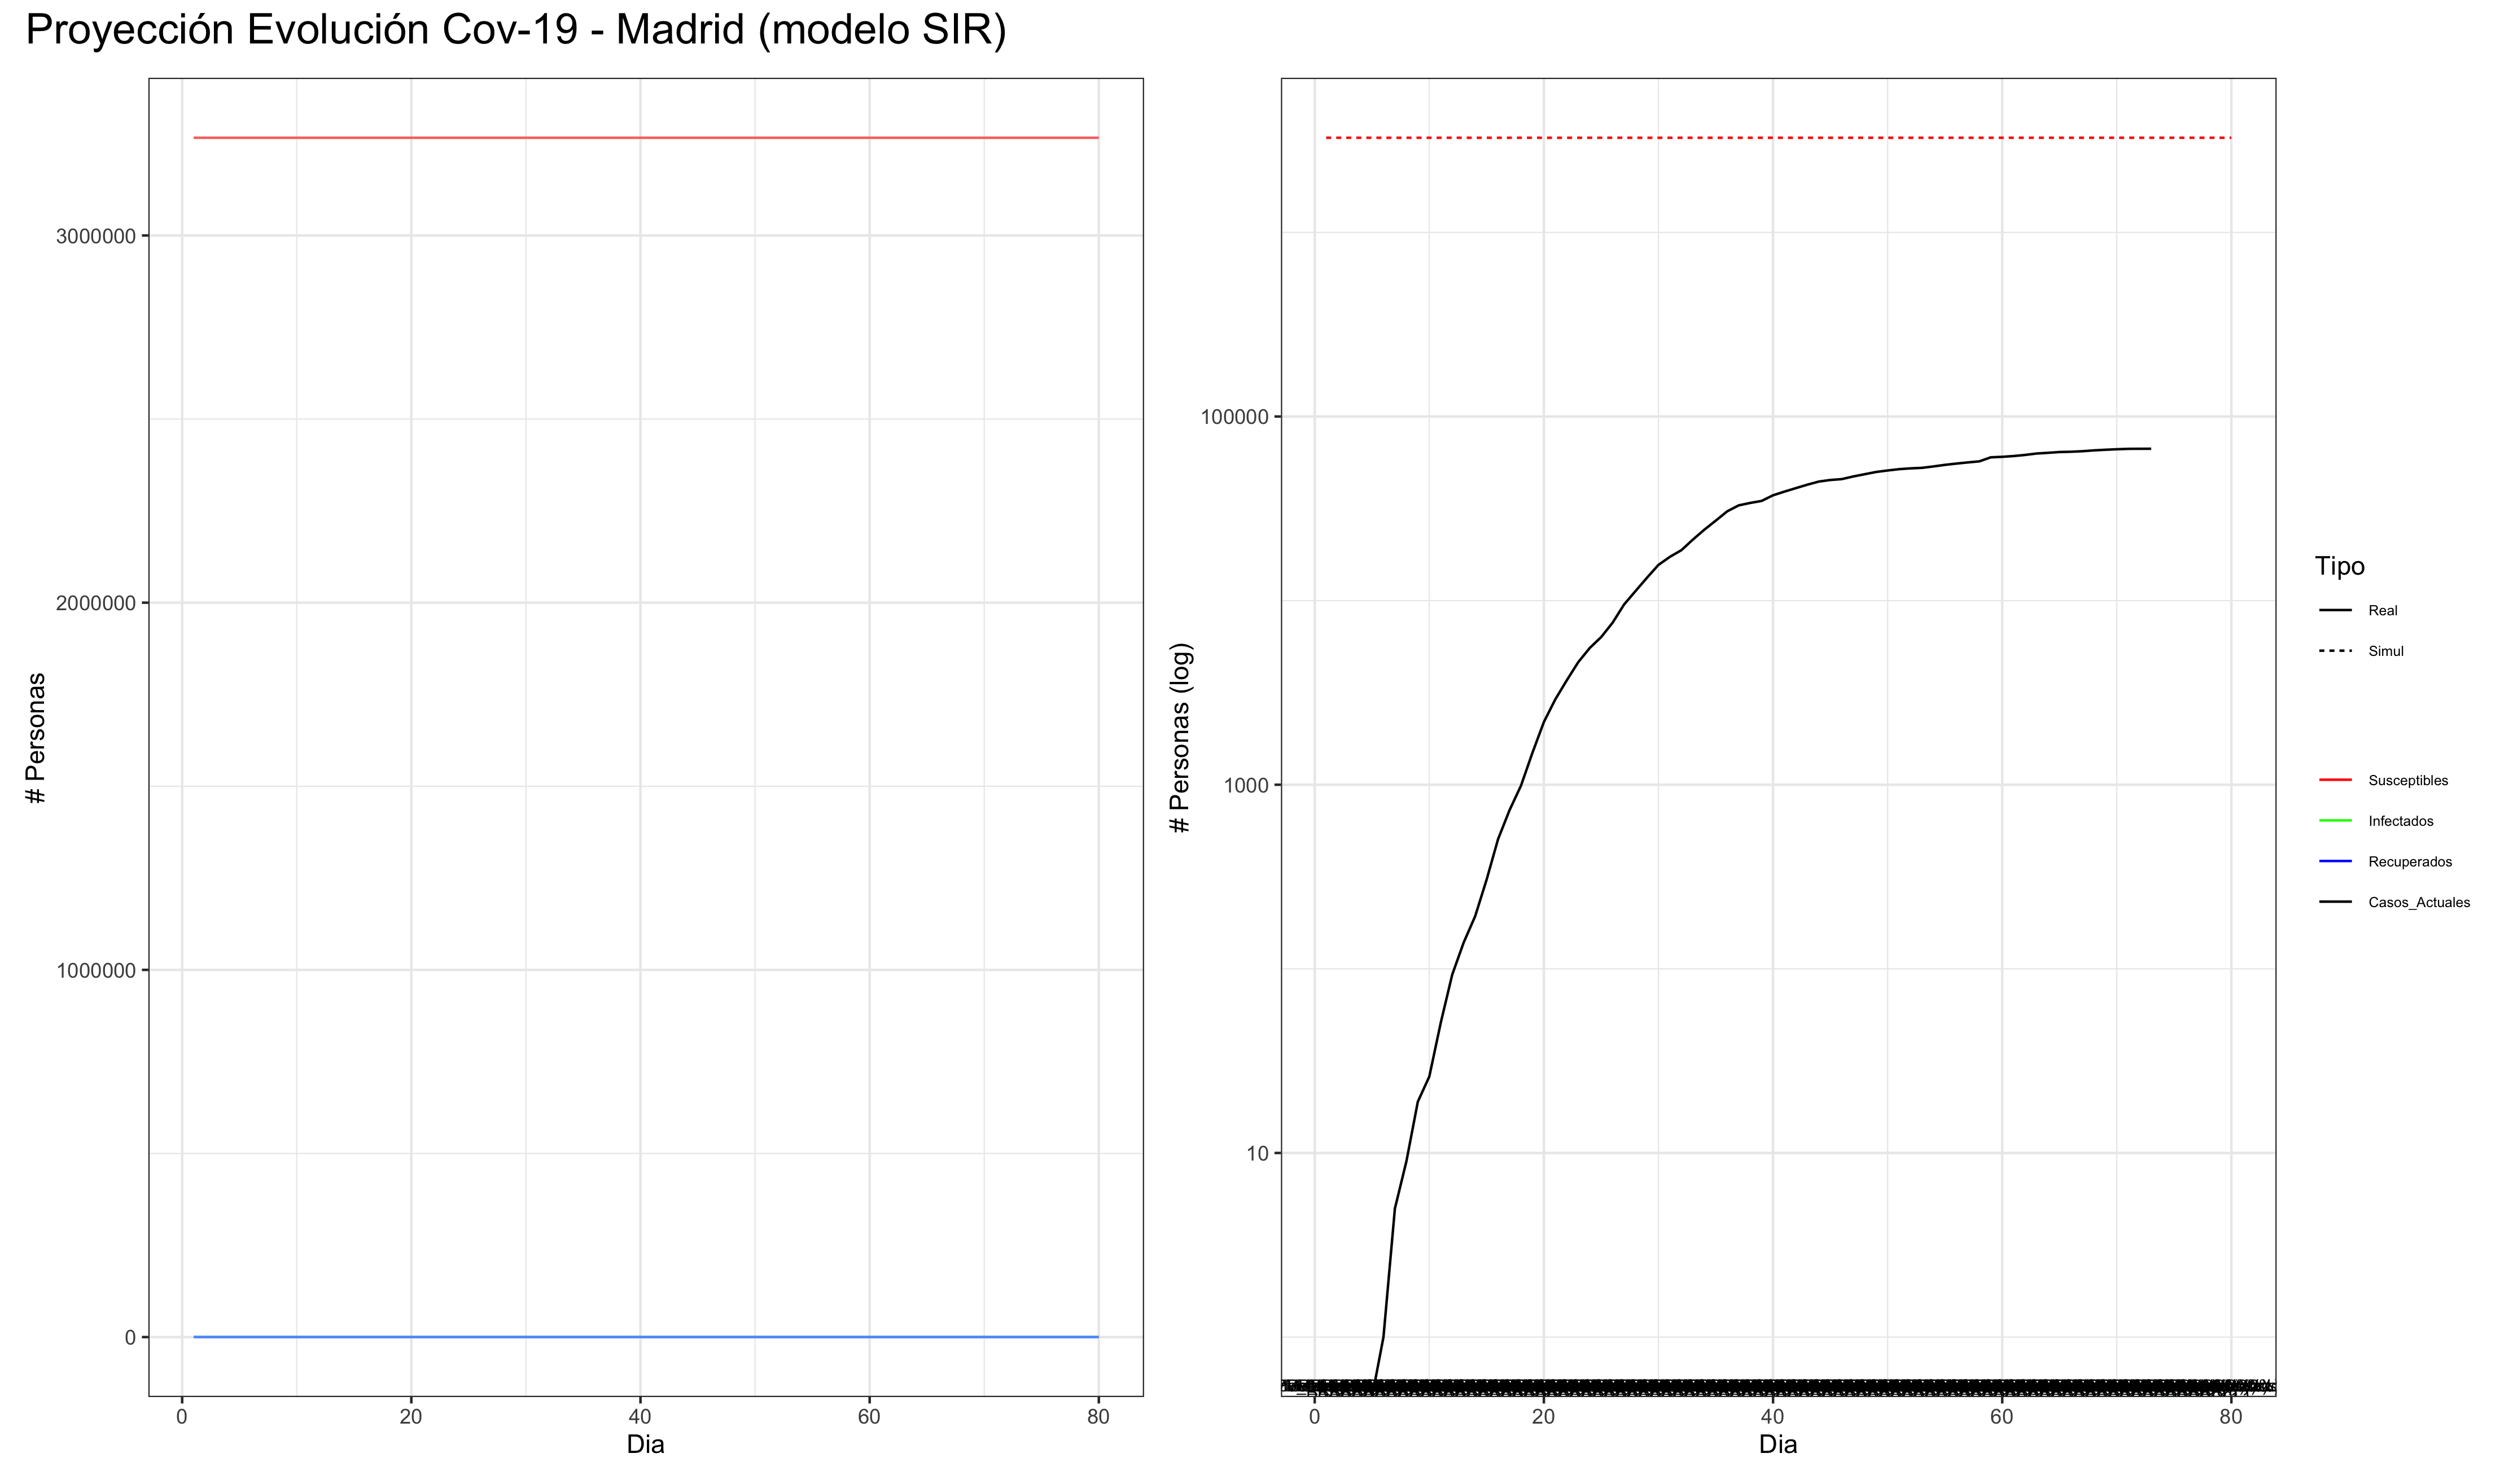 Proyección Evolución Cov-19 - Madrid (modelo SIR)
# Personas
3000000
2000000
1000000
0
0 20 40 60 80
Dia
# Personas (log)
100000
1000
10
0 20 40 60 80
Dia
Tipo
Real
Simul
Susceptibles
Infectados
Recuperados
Casos_Actuales